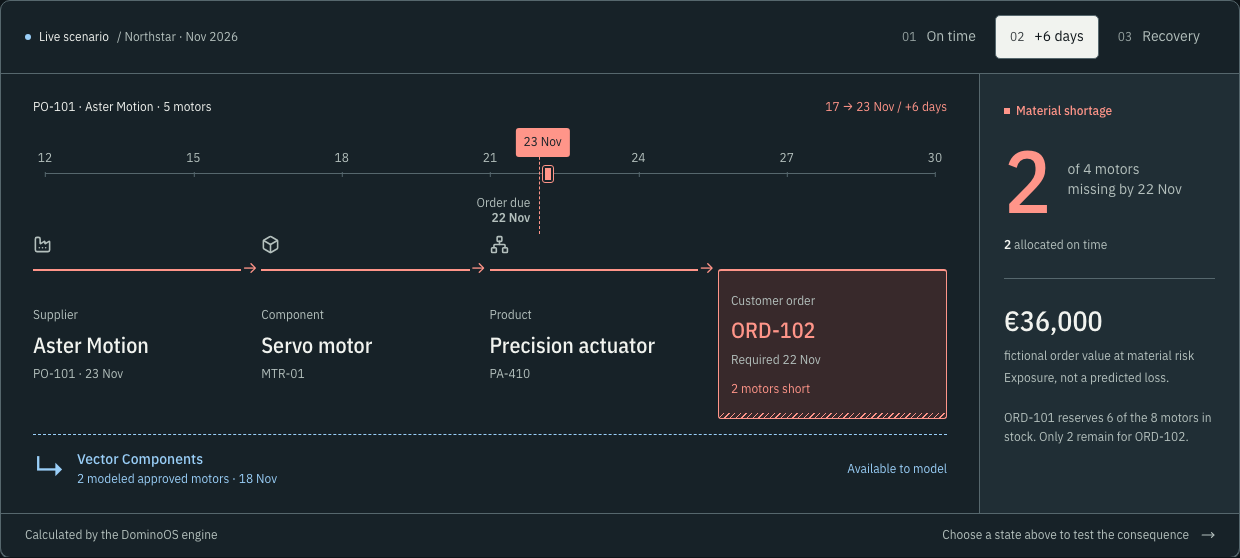 Live scenario / Northstar · Nov 2026
01 On time
02 +6 days
03 Recovery
PO-101 · Aster Motion · 5 motors
17 → 23 Nov / +6 days
23 Nov
12 15 18 21 24 27 30
Order due
22 Nov
Supplier
Aster Motion
PO-101 · 23 Nov
Component
Servo motor
MTR-01
Product
Precision actuator
PA-410
Customer order
ORD-102
Required 22 Nov
2 motors short
Vector Components
2 modeled approved motors · 18 Nov
Available to model
Material shortage
2
of 4 motors
missing by 22 Nov
2 allocated on time
€36,000
fictional order value at material risk
Exposure, not a predicted loss.
ORD-101 reserves 6 of the 8 motors in
stock. Only 2 remain for ORD-102.
Calculated by the DominoOS engine
Choose a state above to test the consequence →